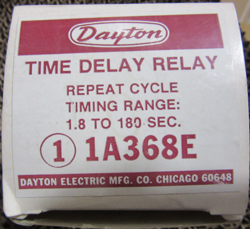 Dayton
TIME DELAY RELAY
REPEAT CYCLE
TIMING RANGE:
1.8 TO 180 SEC.
1 1A368E
DAYTON ELECTRIC MFG. CO. CHICAGO 60648